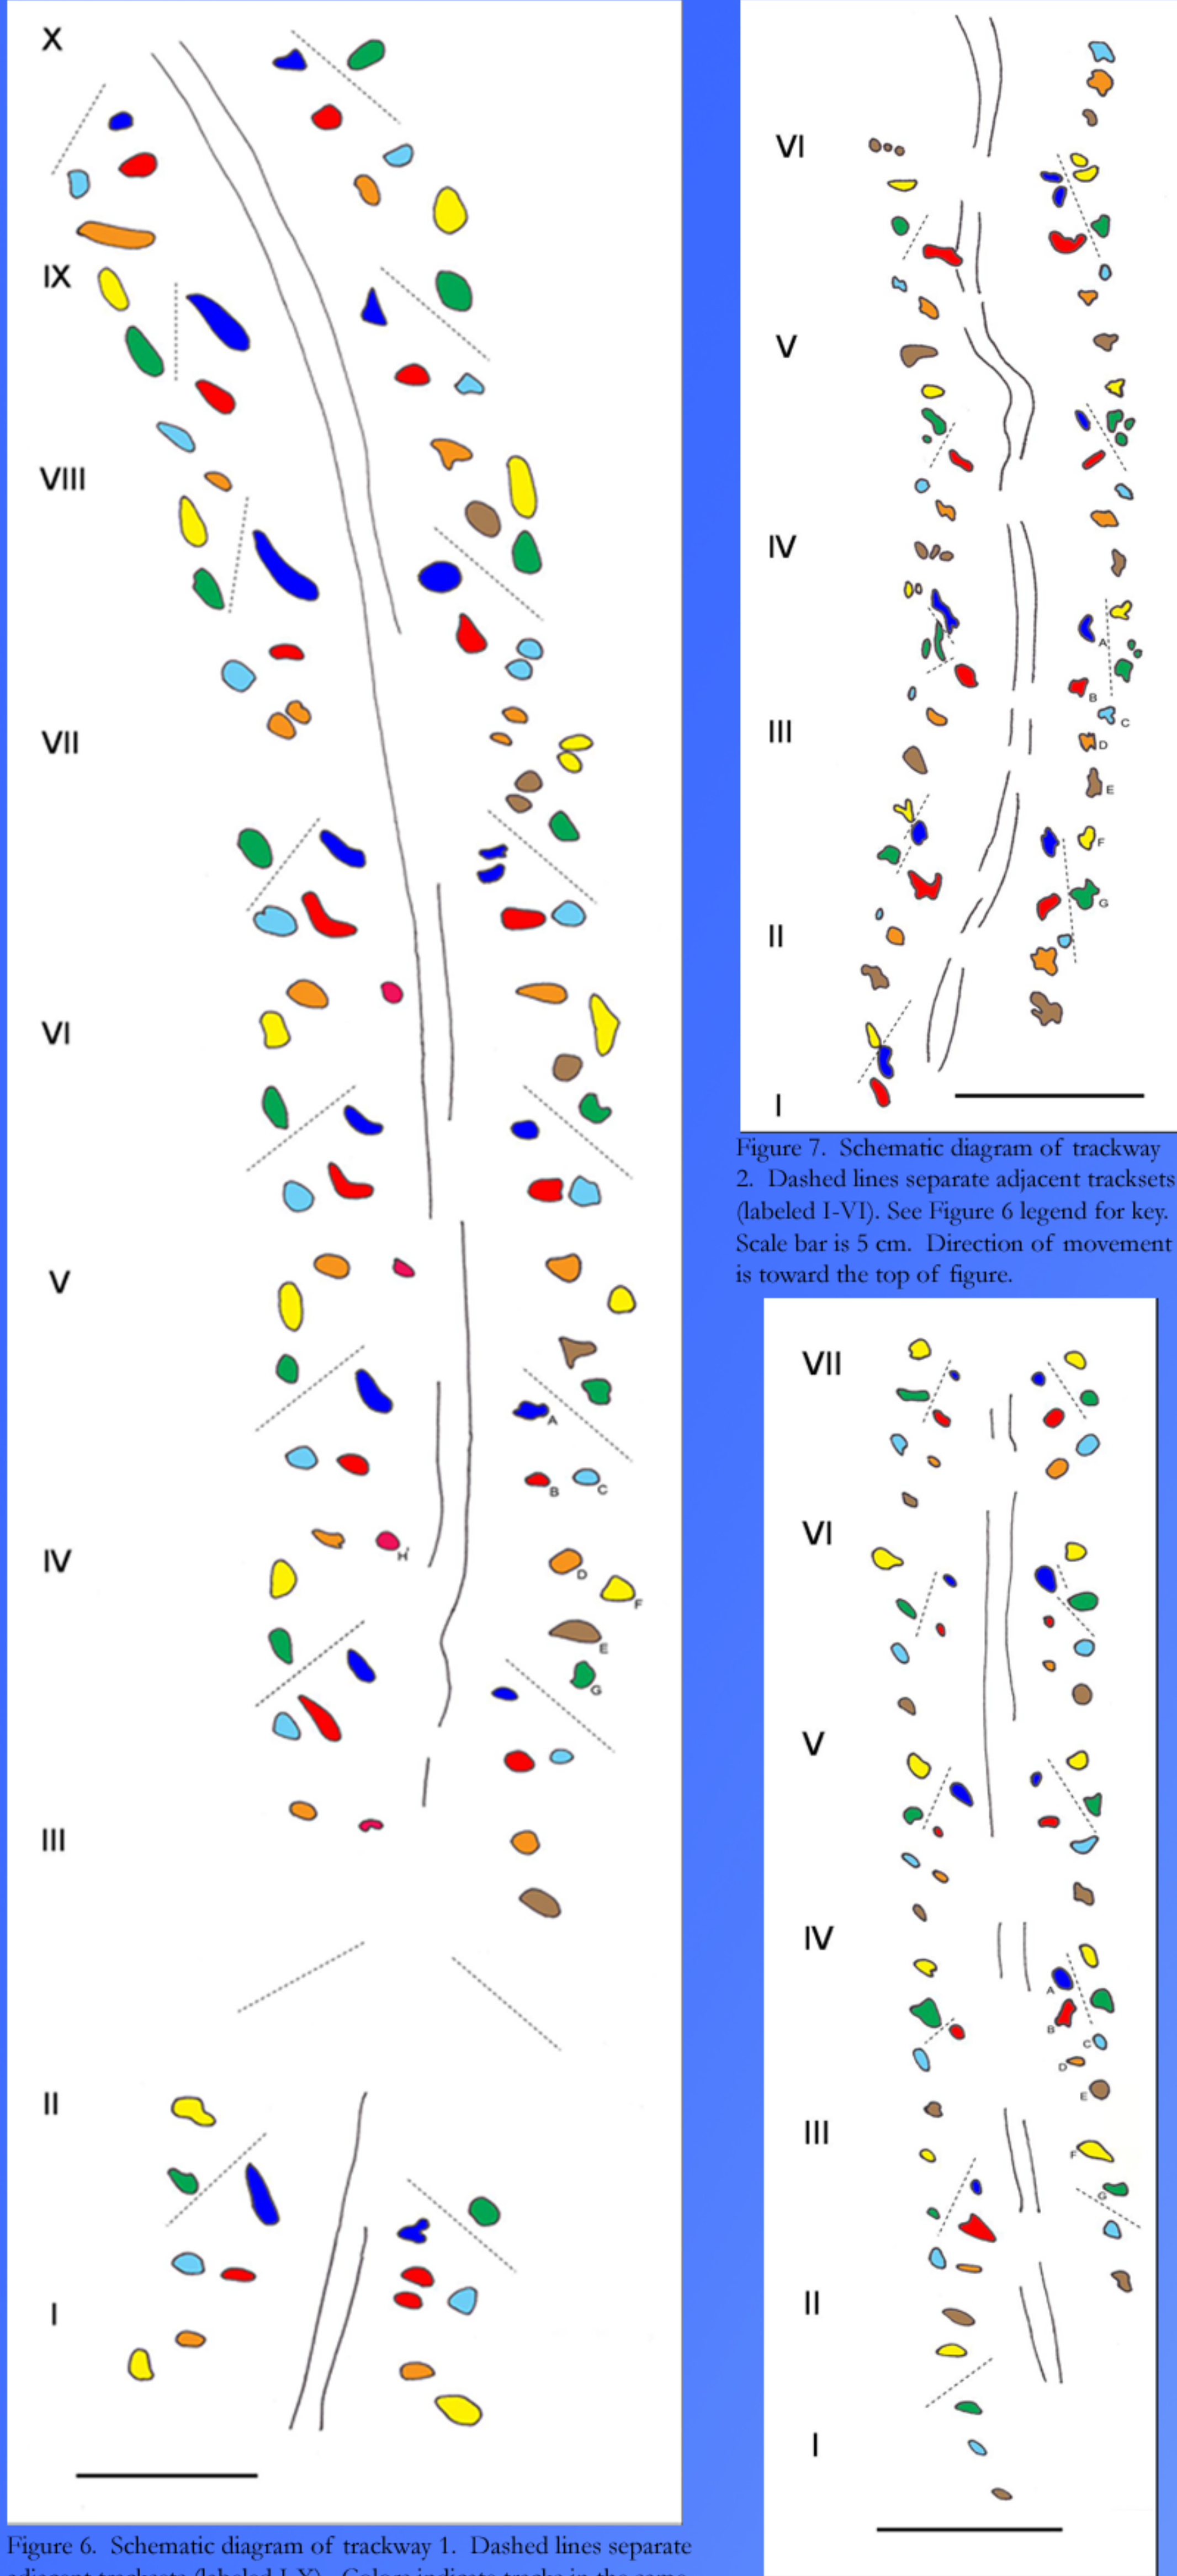 X
IX
VIII
VII
VI
V
A
B
C
IV
H'
D
F
E
G
III
II
I
Figure 6. Schematic diagram of trackway 1. Dashed lines separate
VI
V
IV
A
B
C
III
D
E
F
G
II
I
Figure 7. Schematic diagram of trackway
2. Dashed lines separate adjacent tracksets
(labeled I-VI). See Figure 6 legend for key.
Scale bar is 5 cm. Direction of movement
is toward the top of figure.
VII
VI
V
IV
A
B
C
D
E
III
F
G
II
I